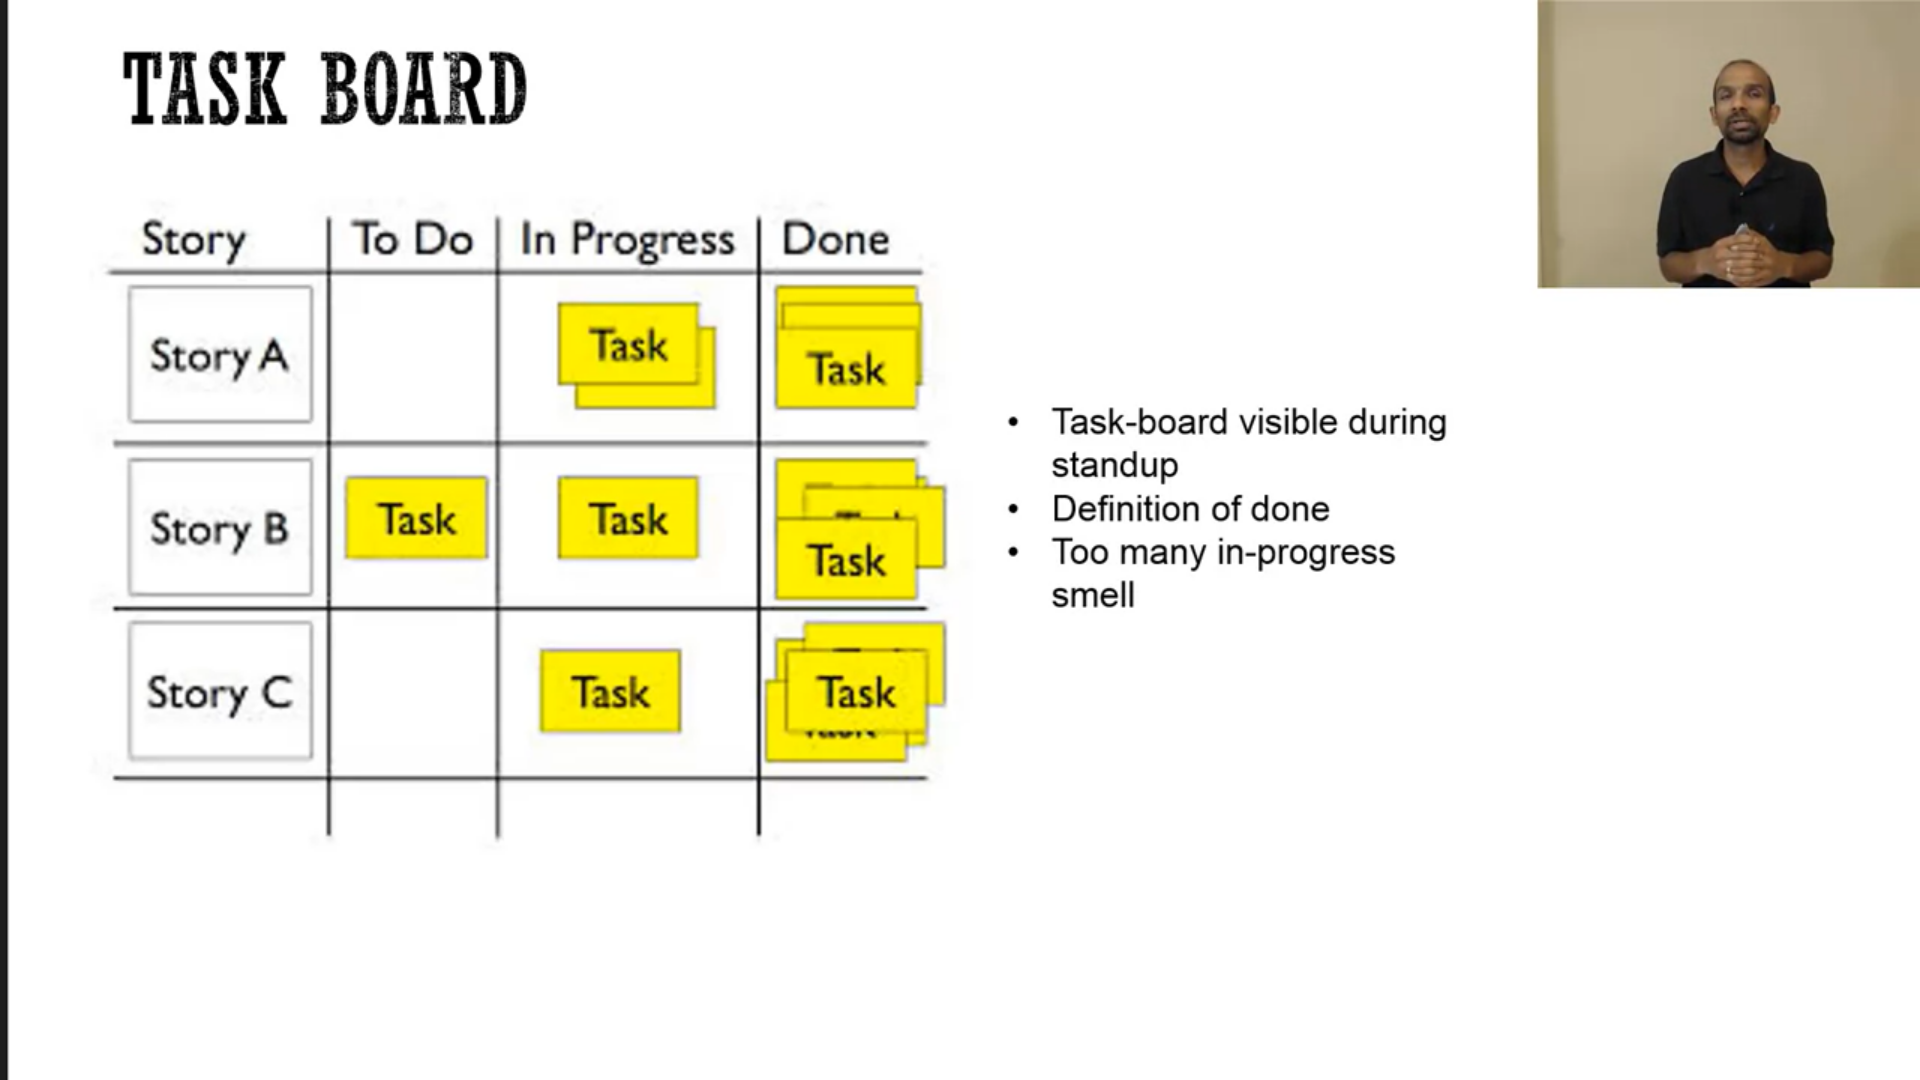 TASK BOARD
Story To Do In Progress Done
Story A Task Task
Story B Task Task Task
Story C Task Task
• Task-board visible during
standup
• Definition of done
• Too many in-progress
smell